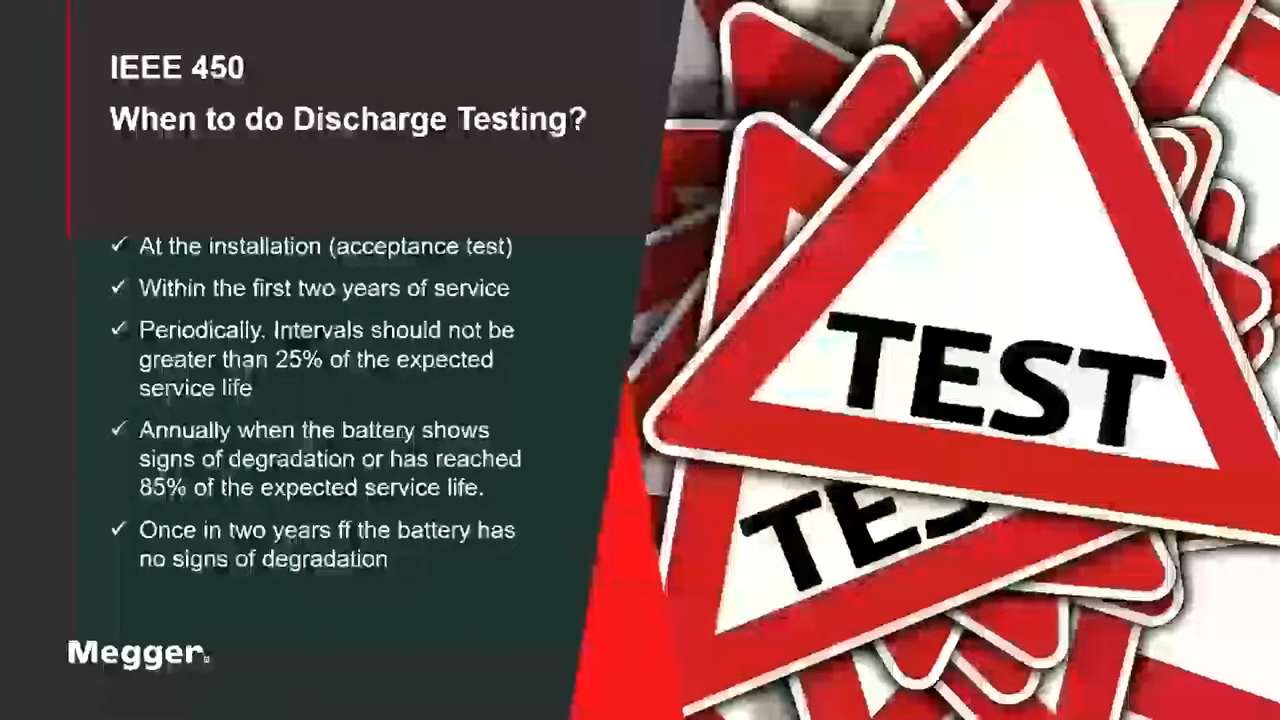 IEEE 450
When to do Discharge Testing?
✓ At the installation (acceptance test)
✓ Within the first two years of service
✓ Periodically. Intervals should not be
greater than 25% of the expected
service life
✓ Annually when the battery shows
signs of degradation or has reached
85% of the expected service life.
✓ Once in two years ff the battery has
no signs of degradation
Megger
TEST
TES